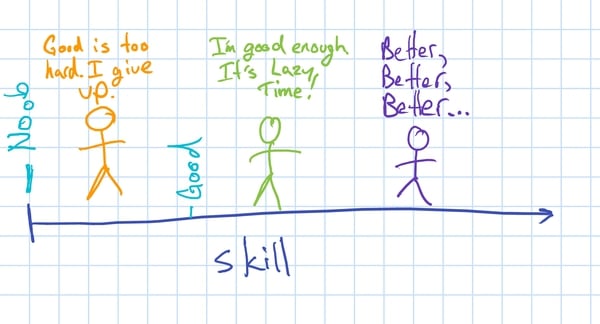 Noob
Good is too
hard. I give
up.
Good
I'm good enough
It's Lazy
Time!
Better,
Better,
Better...
skill